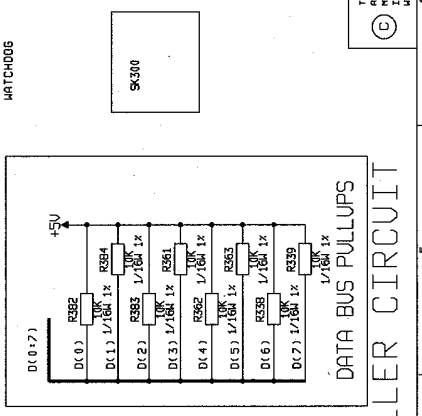 WATCHDOG
SK300
+5V
D(0:7)
R382
10K
1/16W 1%
D(0)
R384
10K
1/16W 1%
D(1)
R383
10K
1/16W 1%
D(2)
R361
10K
1/16W 1%
D(3)
R362
10K
1/16W 1%
D(4)
R363
10K
1/16W 1%
D(5)
R338
10K
1/16W 1%
D(6)
R339
10K
1/16W 1%
D(7)
DATA BUS PULLUPS
LER CIRCUIT
C